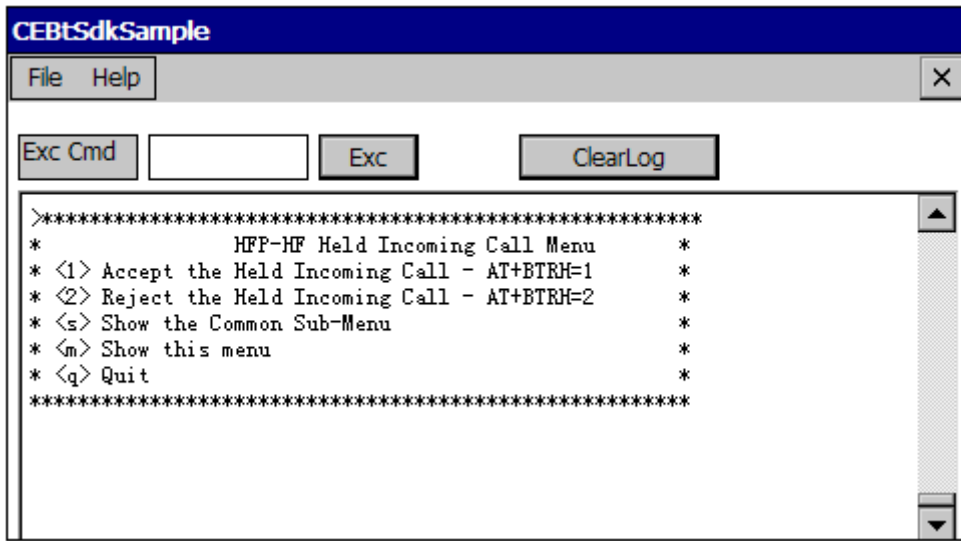 CEBtSdkSample
File Help ×
Exc Cmd Exc ClearLog
>*******************************************************
* HFP-HF Held Incoming Call Menu *
* <1> Accept the Held Incoming Call - AT+BTRH=1 *
* <2> Reject the Held Incoming Call - AT+BTRH=2 *
* <s> Show the Common Sub-Menu *
* <m> Show this menu *
* <q> Quit *
*******************************************************